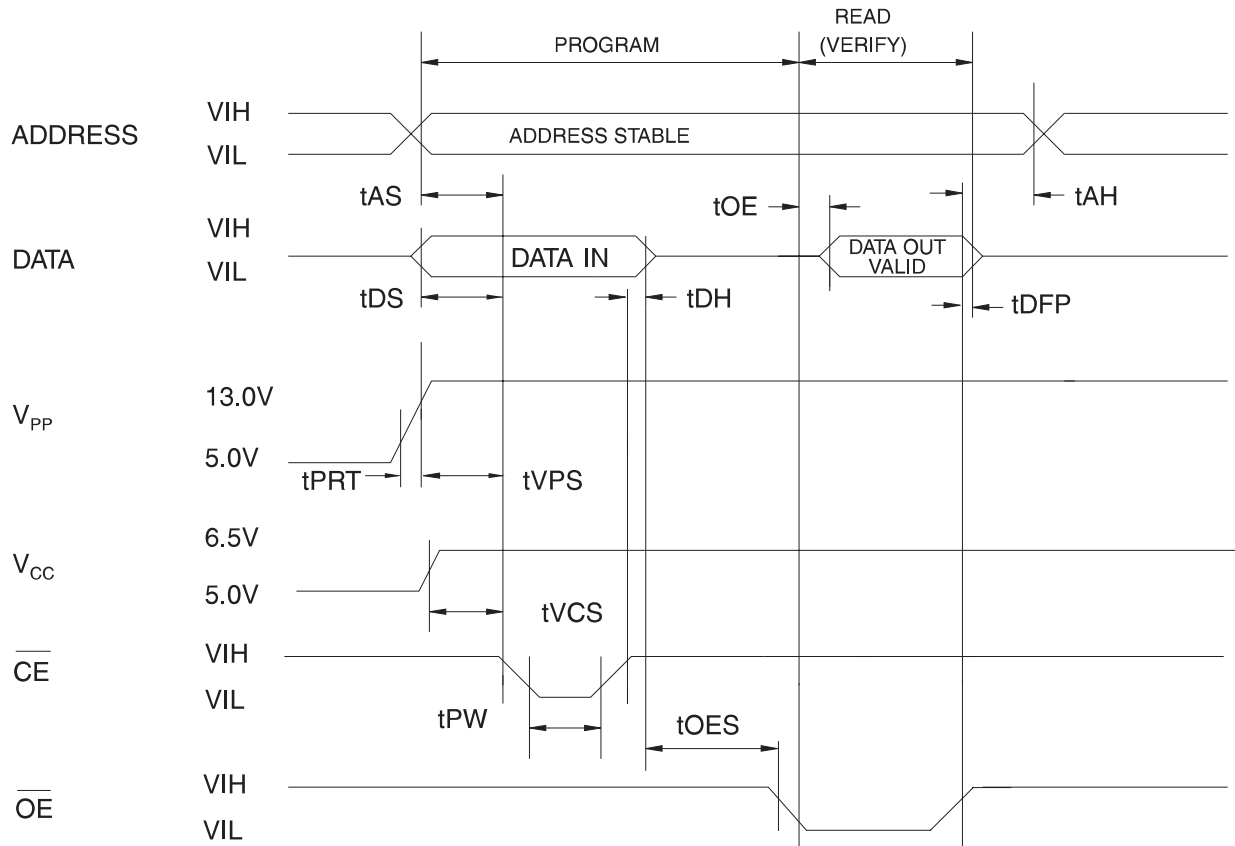 READ
PROGRAM
(VERIFY)
ADDRESS
VIH
VIL
ADDRESS STABLE
tAS
tOE
tAH
DATA
VIH
VIL
DATA IN
DATA OUT
VALID
tDS
tDH
tDFP
VPP
13.0V
5.0V
tPRT
tVPS
VCC
6.5V
5.0V
tVCS
CE
VIH
VIL
tPW
tOES
OE
VIH
VIL